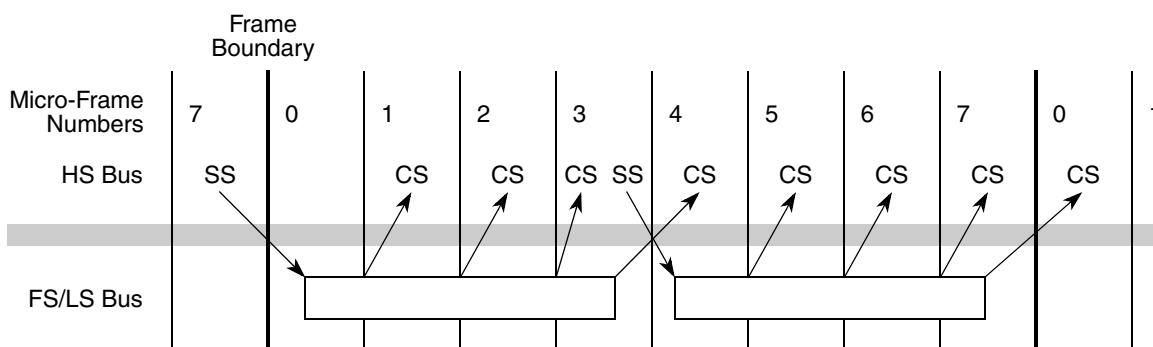 Frame
Boundary
Micro-Frame
Numbers
7 0 1 2 3 4 5 6 7 0
HS Bus
SS CS CS CS SS CS CS CS CS CS
FS/LS Bus